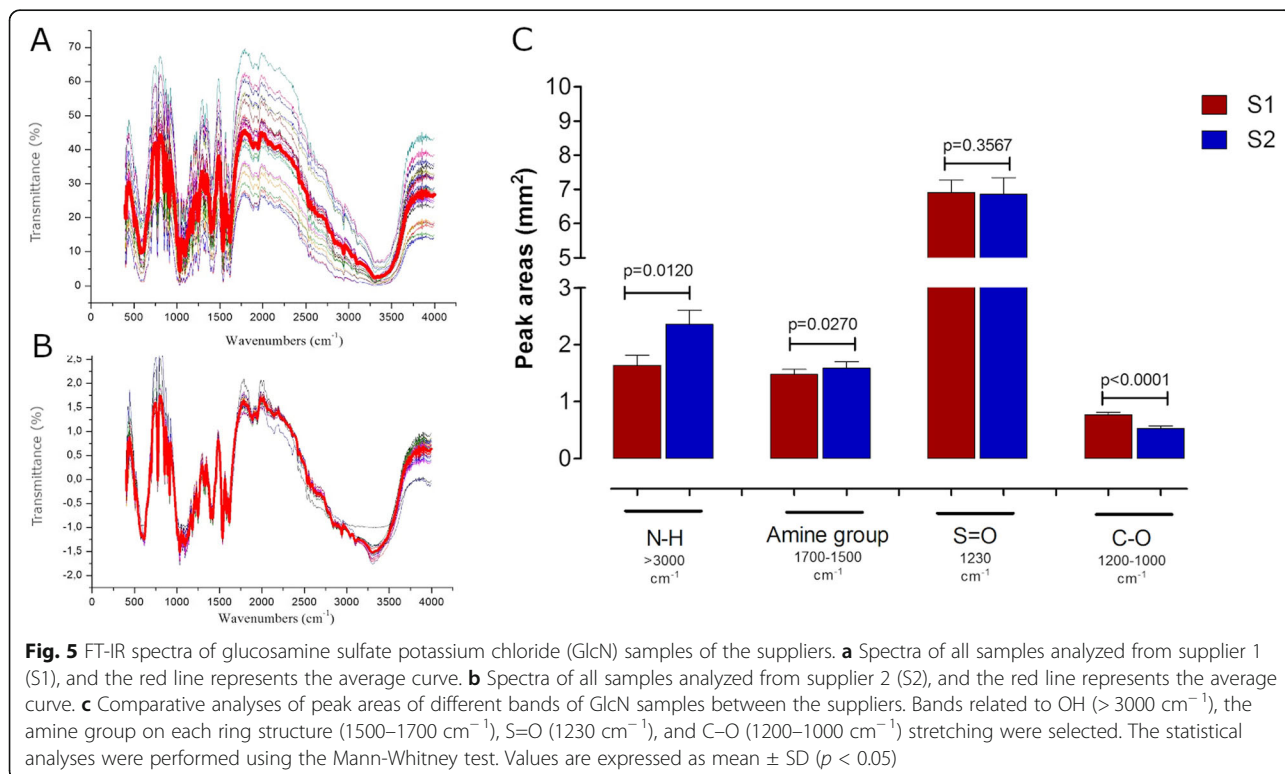 A
70
60
50
40
30
20
10
0
Transmittance (%)
0 500 1000 1500 2000 2500 3000 3500 4000
Wavenumbers (cm⁻¹)
B
2,5
2,0
1,5
1,0
0,5
0,0
-0,5
-1,0
-1,5
-2,0
Transmittance (%)
0 500 1000 1500 2000 2500 3000 3500 4000
Wavenumbers (cm⁻¹)
C
S1
S2
Peak areas (mm²)
10
9
8
7
6
5
3
2
1
0
p=0.0120
p=0.0270
p=0.3567
p<0.0001
N-H
>3000
cm⁻¹
Amine group
1700-1500
cm⁻¹
S=O
1230
cm⁻¹
C-O
1200-1000
cm⁻¹
Fig. 5 FT-IR spectra of glucosamine sulfate potassium chloride (GlcN) samples of the suppliers. a Spectra of all samples analyzed from supplier 1
(S1), and the red line represents the average curve. b Spectra of all samples analyzed from supplier 2 (S2), and the red line represents the average
curve. c Comparative analyses of peak areas of different bands of GlcN samples between the suppliers. Bands related to OH (> 3000 cm⁻¹), the
amine group on each ring structure (1500–1700 cm⁻¹), S=O (1230 cm⁻¹), and C–O (1200–1000 cm⁻¹) stretching were selected. The statistical
analyses were performed using the Mann-Whitney test. Values are expressed as mean ± SD (p < 0.05)